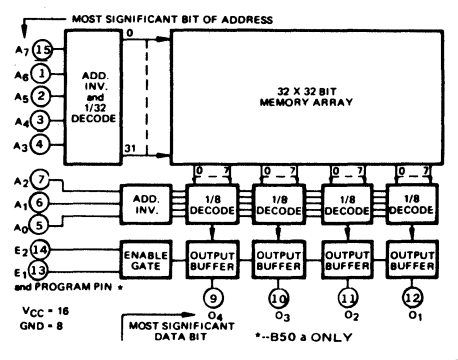 MOST SIGNIFICANT BIT OF ADDRESS
A7 15
A6 1
A5 2
A4 3
A3 4
ADD.
INV.
and
1/32
DECODE
0
31
32 X 32 BIT
MEMORY ARRAY
0 7 0 7 0 7 0 7
A2 7
A1 6
A0 5
ADD.
INV.
1/8
DECODE
1/8
DECODE
1/8
DECODE
1/8
DECODE
E2 14
E1 13
and PROGRAM PIN *
ENABLE
GATE
OUTPUT
BUFFER
OUTPUT
BUFFER
OUTPUT
BUFFER
OUTPUT
BUFFER
9 10 11 12
O4 O3 O2 O1
VCC = 16
GND = 8
MOST SIGNIFICANT
DATA BIT
*--B50 a ONLY